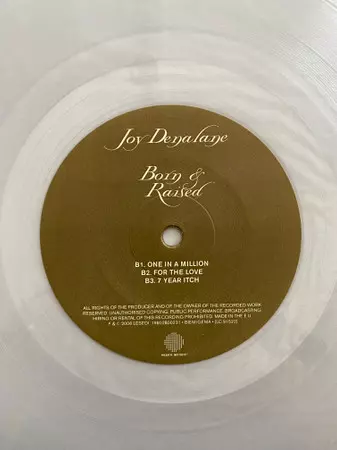 Joy Denalane
Born &
Raised
B1. ONE IN A MILLION
B2. FOR THE LOVE
B3. 7 YEAR ITCH
ALL RIGHTS OF THE PRODUCER AND OF THE OWNER OF THE RECORDED WORK
RESERVED. UNAUTHORISED COPYING, PUBLIC PERFORMANCE, BROADCASTING,
HIRING OR RENTAL OF THIS RECORDING PROHIBITED. MADE IN THE E.U.
P & © BIEM/GEMA